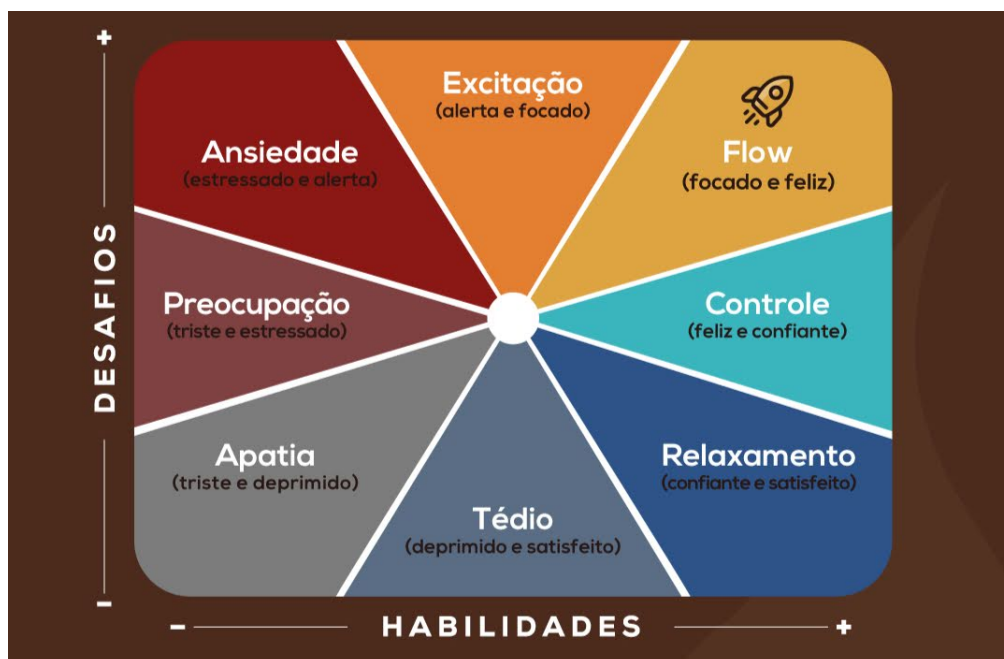 +
Excitação
(alerta e focado)
Ansiedade
(estressado e alerta)
Flow
(focado e feliz)
Preocupação
(triste e estressado)
Controle
(feliz e confiante)
Apatia
(triste e deprimido)
Relaxamento
(confiante e satisfeito)
Tédio
(deprimido e satisfeito)
DESAFIOS
-
- HABILIDADES +